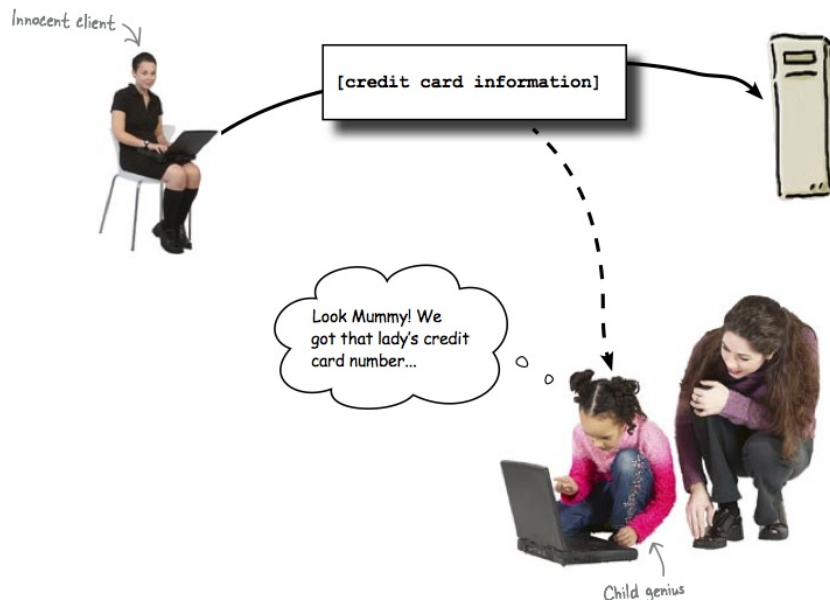 Innocent client
[credit card information]
Look Mummy! We
got that lady's credit
card number...
Child genius